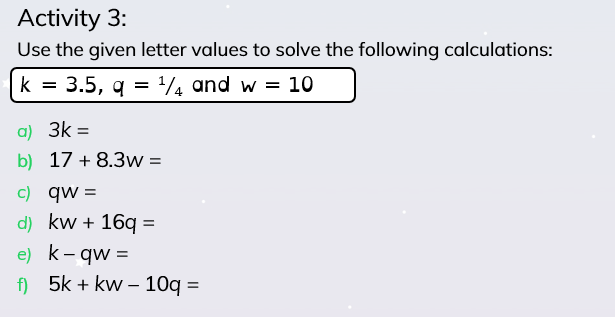 Activity 3:
Use the given letter values to solve the following calculations:
k = 3.5, q = 1/4 and w = 10
a) 3k =
b) 17 + 8.3w =
c) qw =
d) kw + 16q =
e) k – qw =
f) 5k + kw – 10q =